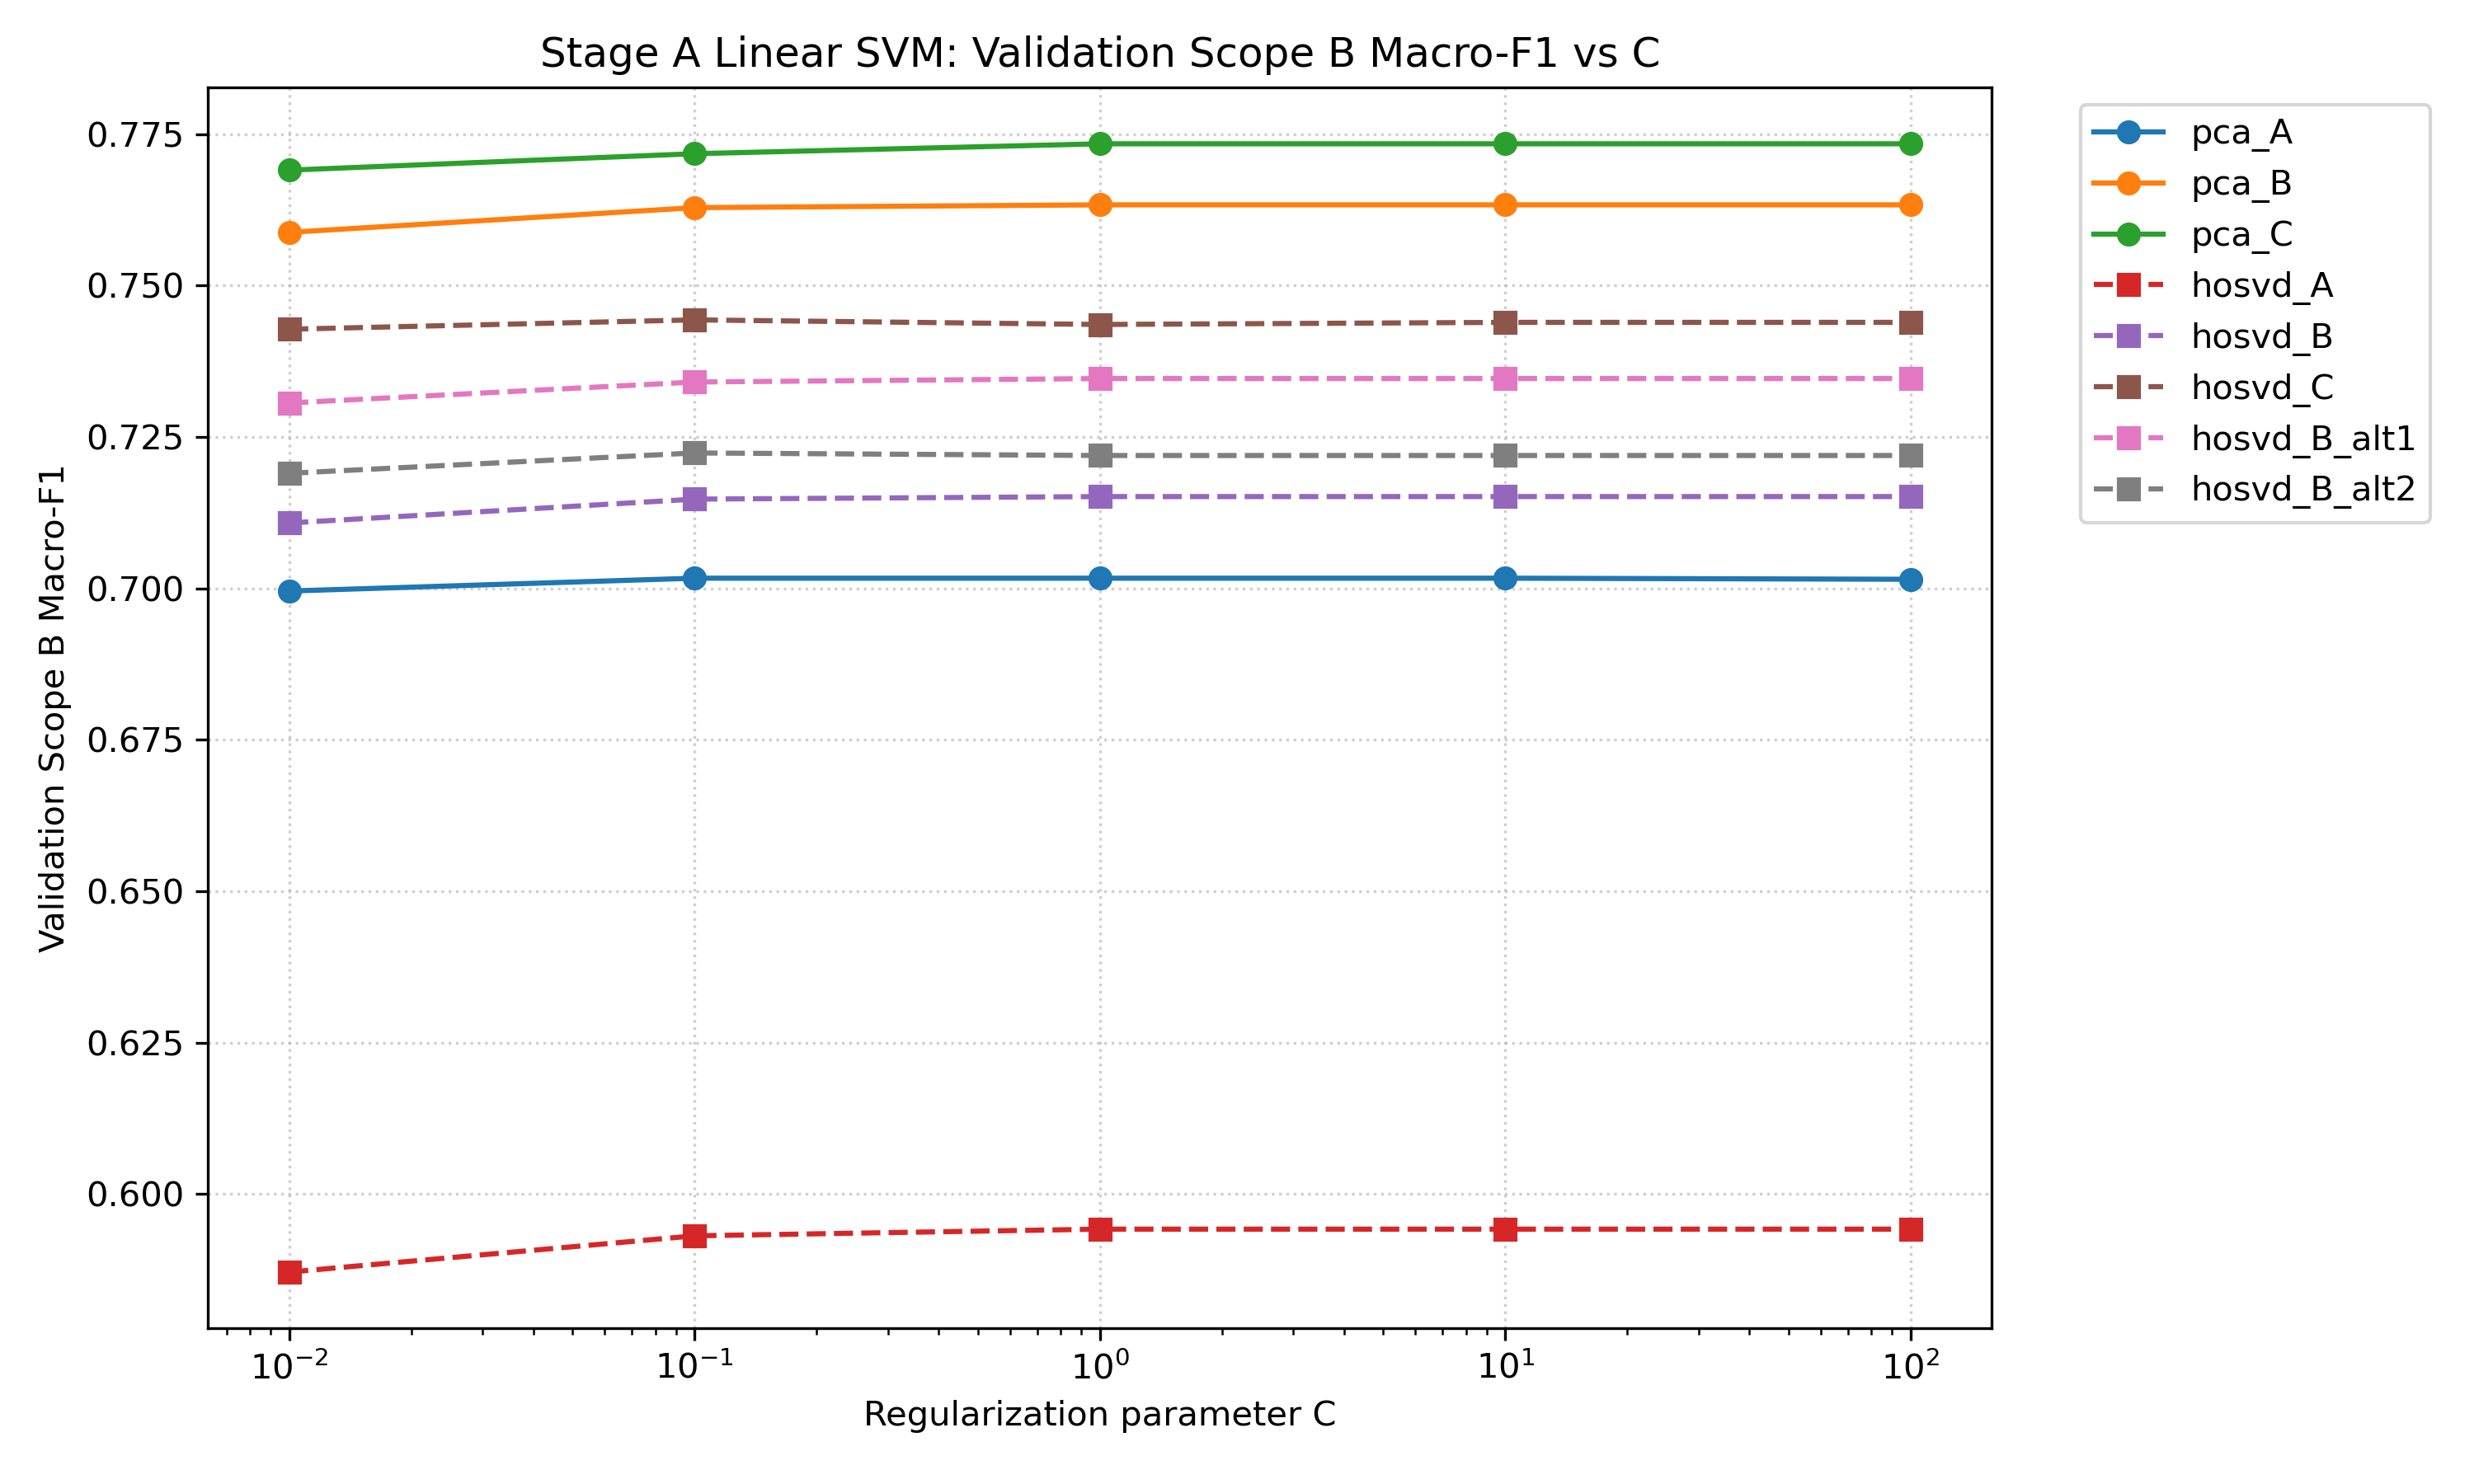 Stage A Linear SVM: Validation Scope B Macro-F1 vs C
Validation Scope B Macro-F1
0.775
0.750
0.725
0.700
0.675
0.650
0.625
0.600
10⁻²
10⁻¹
10⁰
10¹
10²
Regularization parameter C
pca_A
pca_B
pca_C
hosvd_A
hosvd_B
hosvd_C
hosvd_B_alt1
hosvd_B_alt2